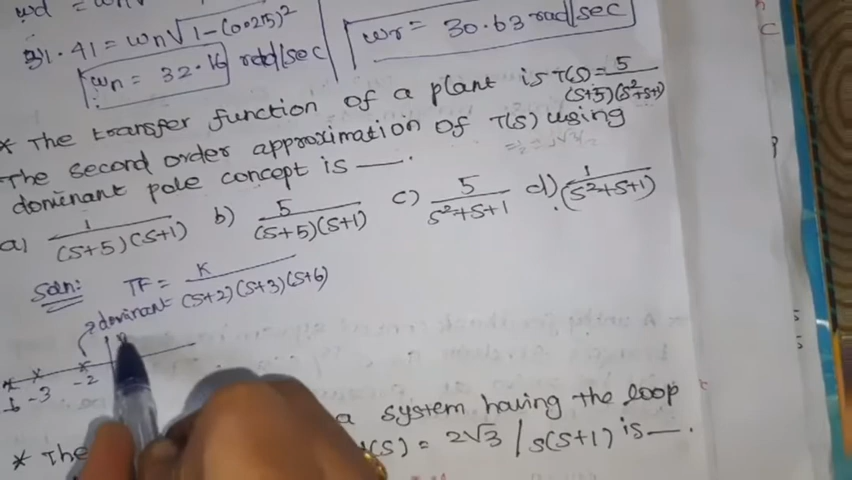 ωd = ωn√
31.41 = ωn√1-(0.215)²
ωn = 32.16 rad/sec
ωr = 30.63 rad/sec
* The transfer function of a plant is T(s) = 5/(s+5)(s²+s+1)
The second order approximation of T(s) using
dominant pole concept is ___.
a) 1/(s+5)(s+1) b) 5/(s+5)(s+1) c) 5/s²+s+1 d) 1/(s²+s+1)
Soln: TF = K/(s+2)(s+3)(s+6)
dominant
-6 -3 -2
* The a system having the loop
(s) = 2√3/s(s+1) is ___.